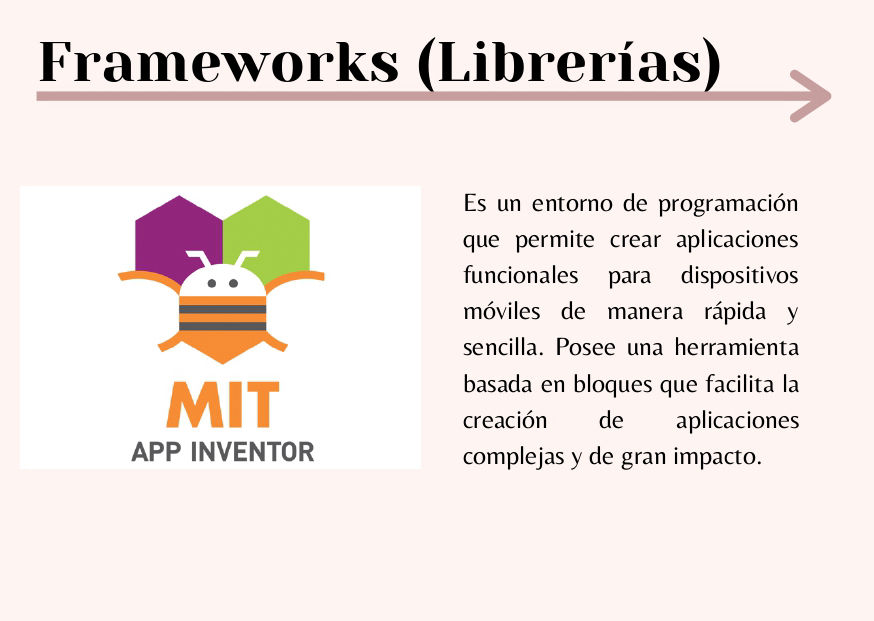 Frameworks (Librerías)
MIT
APP INVENTOR
Es un entorno de programación
que permite crear aplicaciones
funcionales para dispositivos
móviles de manera rápida y
sencilla. Posee una herramienta
basada en bloques que facilita la
creación de aplicaciones
complejas y de gran impacto.